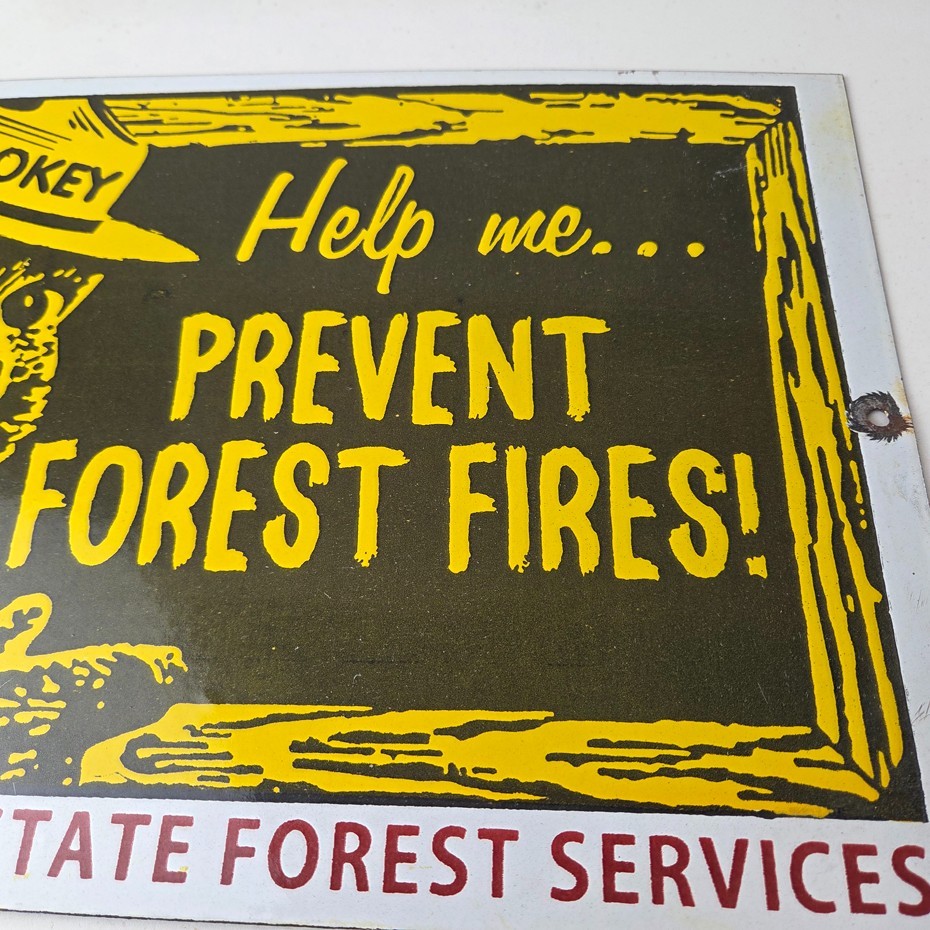 OKEY
Help me...
PREVENT
FOREST FIRES!
TATE FOREST SERVICES